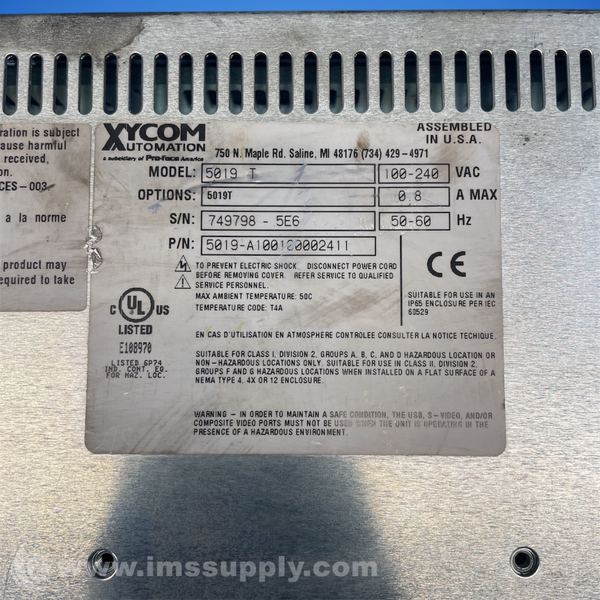 ration is subject
ause harmful
received,
CES-003.
a la norme
product may
equired to take
XYCOM
AUTOMATION
a subsidiary of Pro-face America
750 N. Maple Rd. Saline, MI 48176 (734) 429-4971
ASSEMBLED
IN U.S.A.
MODEL: 5019 T 100-240 VAC
OPTIONS: 5019T 0.8 A MAX
S/N: 749798 - 5E6 50-60 Hz
P/N: 5019-A100100002411
TO PREVENT ELECTRIC SHOCK, DISCONNECT POWER CORD
BEFORE REMOVING COVER. REFER SERVICE TO QUALIFIED
SERVICE PERSONNEL.
MAX AMBIENT TEMPERATURE: 50C
TEMPERATURE CODE: T4A
CE
SUITABLE FOR USE IN AN
IP65 ENCLOSURE PER IEC
60529
C UL US
LISTED
E108970
LISTED 6P74
IND. CONT. EQ.
FOR HAZ. LOC.
EN CAS D'UTILISATION EN ATMOSPHERE CONTROLEE CONSULTER LA NOTICE TECHIQUE.
SUITABLE FOR CLASS I, DIVISION 2, GROUPS A, B, C, AND D HAZARDOUS LOCATION OR
NON-HAZARDOUS LOCATIONS ONLY. SUITABLE FOR USE IN CLASS II, DIVISION 2,
GROUPS F AND G HAZARDOUS LOCATIONS WHEN INSTALLED ON A FLAT SURFACE OF A
NEMA TYPE 4, 4X OR 12 ENCLOSURE.
WARNING - IN ORDER TO MAINTAIN A SAFE CONDITION, THE USB, S-VIDEO, AND/OR
COMPOSITE VIDEO PORTS MUST NOT BE USED WHEN THE UNIT IS OPERATING IN THE
PRESENCE OF A HAZARDOUS ENVIRONMENT.
www.imssupply.com